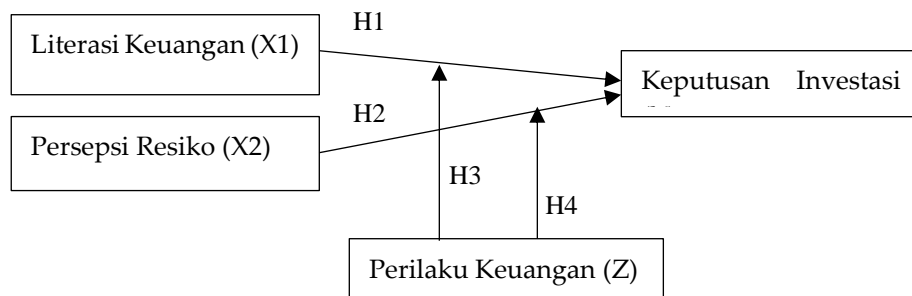 H1
Literasi Keuangan (X1)
Keputusan Investasi
H2
Persepsi Resiko (X2)
H3
H4
Perilaku Keuangan (Z)